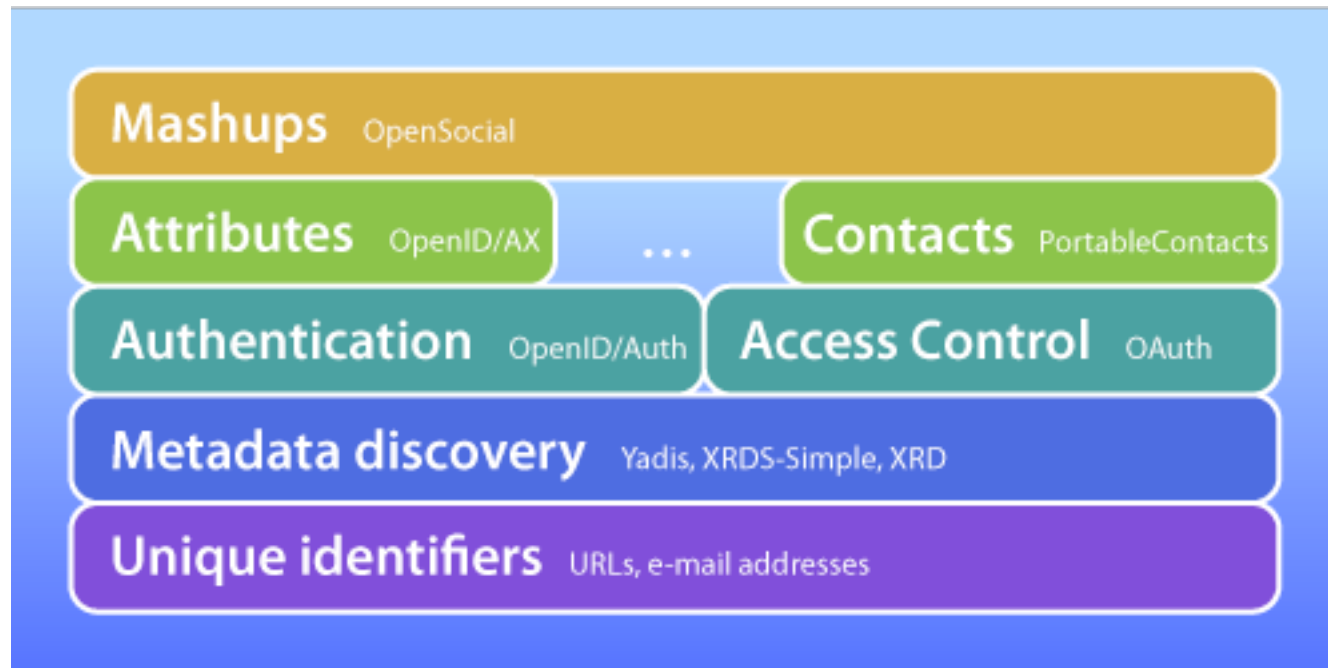 Mashups OpenSocial
Attributes OpenID/AX ... Contacts PortableContacts
Authentication OpenID/Auth Access Control OAuth
Metadata discovery Yadis, XRDS-Simple, XRD
Unique identifiers URLs, e-mail addresses